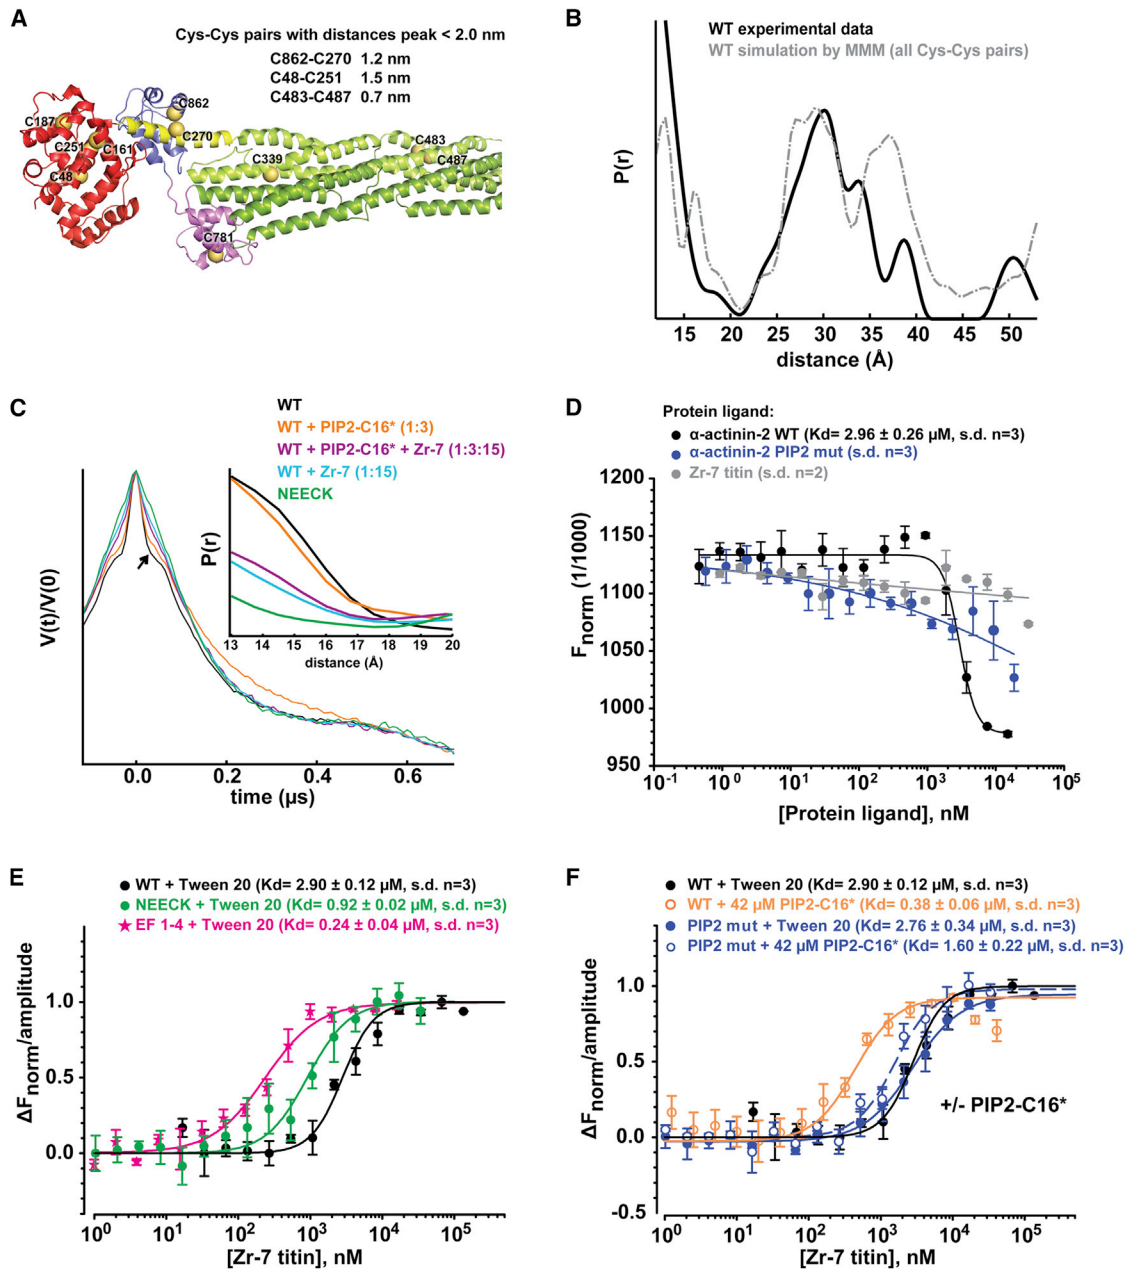 A
Cys-Cys pairs with distances peak < 2.0 nm
C862-C270 1.2 nm
C48-C251 1.5 nm
C483-C487 0.7 nm
C862
C187
C270
C251
C161
C48
C339
C483
C487
C781
B
WT experimental data
WT simulation by MMM (all Cys-Cys pairs)
P(r)
15 20 25 30 35 40 45 50
distance (Å)
C
WT
WT + PIP2-C16* (1:3)
WT + PIP2-C16* + Zr-7 (1:3:15)
WT + Zr-7 (1:15)
NEECK
V(t)/V(0)
P(r)
13 14 15 16 17 18 19 20
distance (Å)
0.0 0.2 0.4 0.6
time (µs)
D
Protein ligand:
α-actinin-2 WT (Kd= 2.96 ± 0.26 µM, s.d. n=3)
α-actinin-2 PIP2 mut (s.d. n=3)
Zr-7 titin (s.d. n=2)
Fnorm (1/1000)
1200
1150
1100
1050
1000
950
10-1 100 101 102 103 104 105
[Protein ligand], nM
E
WT + Tween 20 (Kd= 2.90 ± 0.12 µM, s.d. n=3)
NEECK + Tween 20 (Kd= 0.92 ± 0.02 µM, s.d. n=3)
EF 1-4 + Tween 20 (Kd= 0.24 ± 0.04 µM, s.d. n=3)
ΔFnorm/amplitude
1.0
0.5
0.0
100 101 102 103 104 105
[Zr-7 titin], nM
F
WT + Tween 20 (Kd= 2.90 ± 0.12 µM, s.d. n=3)
WT + 42 µM PIP2-C16* (Kd= 0.38 ± 0.06 µM, s.d. n=3)
PIP2 mut + Tween 20 (Kd= 2.76 ± 0.34 µM, s.d. n=3)
PIP2 mut + 42 µM PIP2-C16* (Kd= 1.60 ± 0.22 µM, s.d. n=3)
ΔFnorm/amplitude
1.0
0.5
0.0
-0.5
+/- PIP2-C16*
100 101 102 103 104 105
[Zr-7 titin], nM